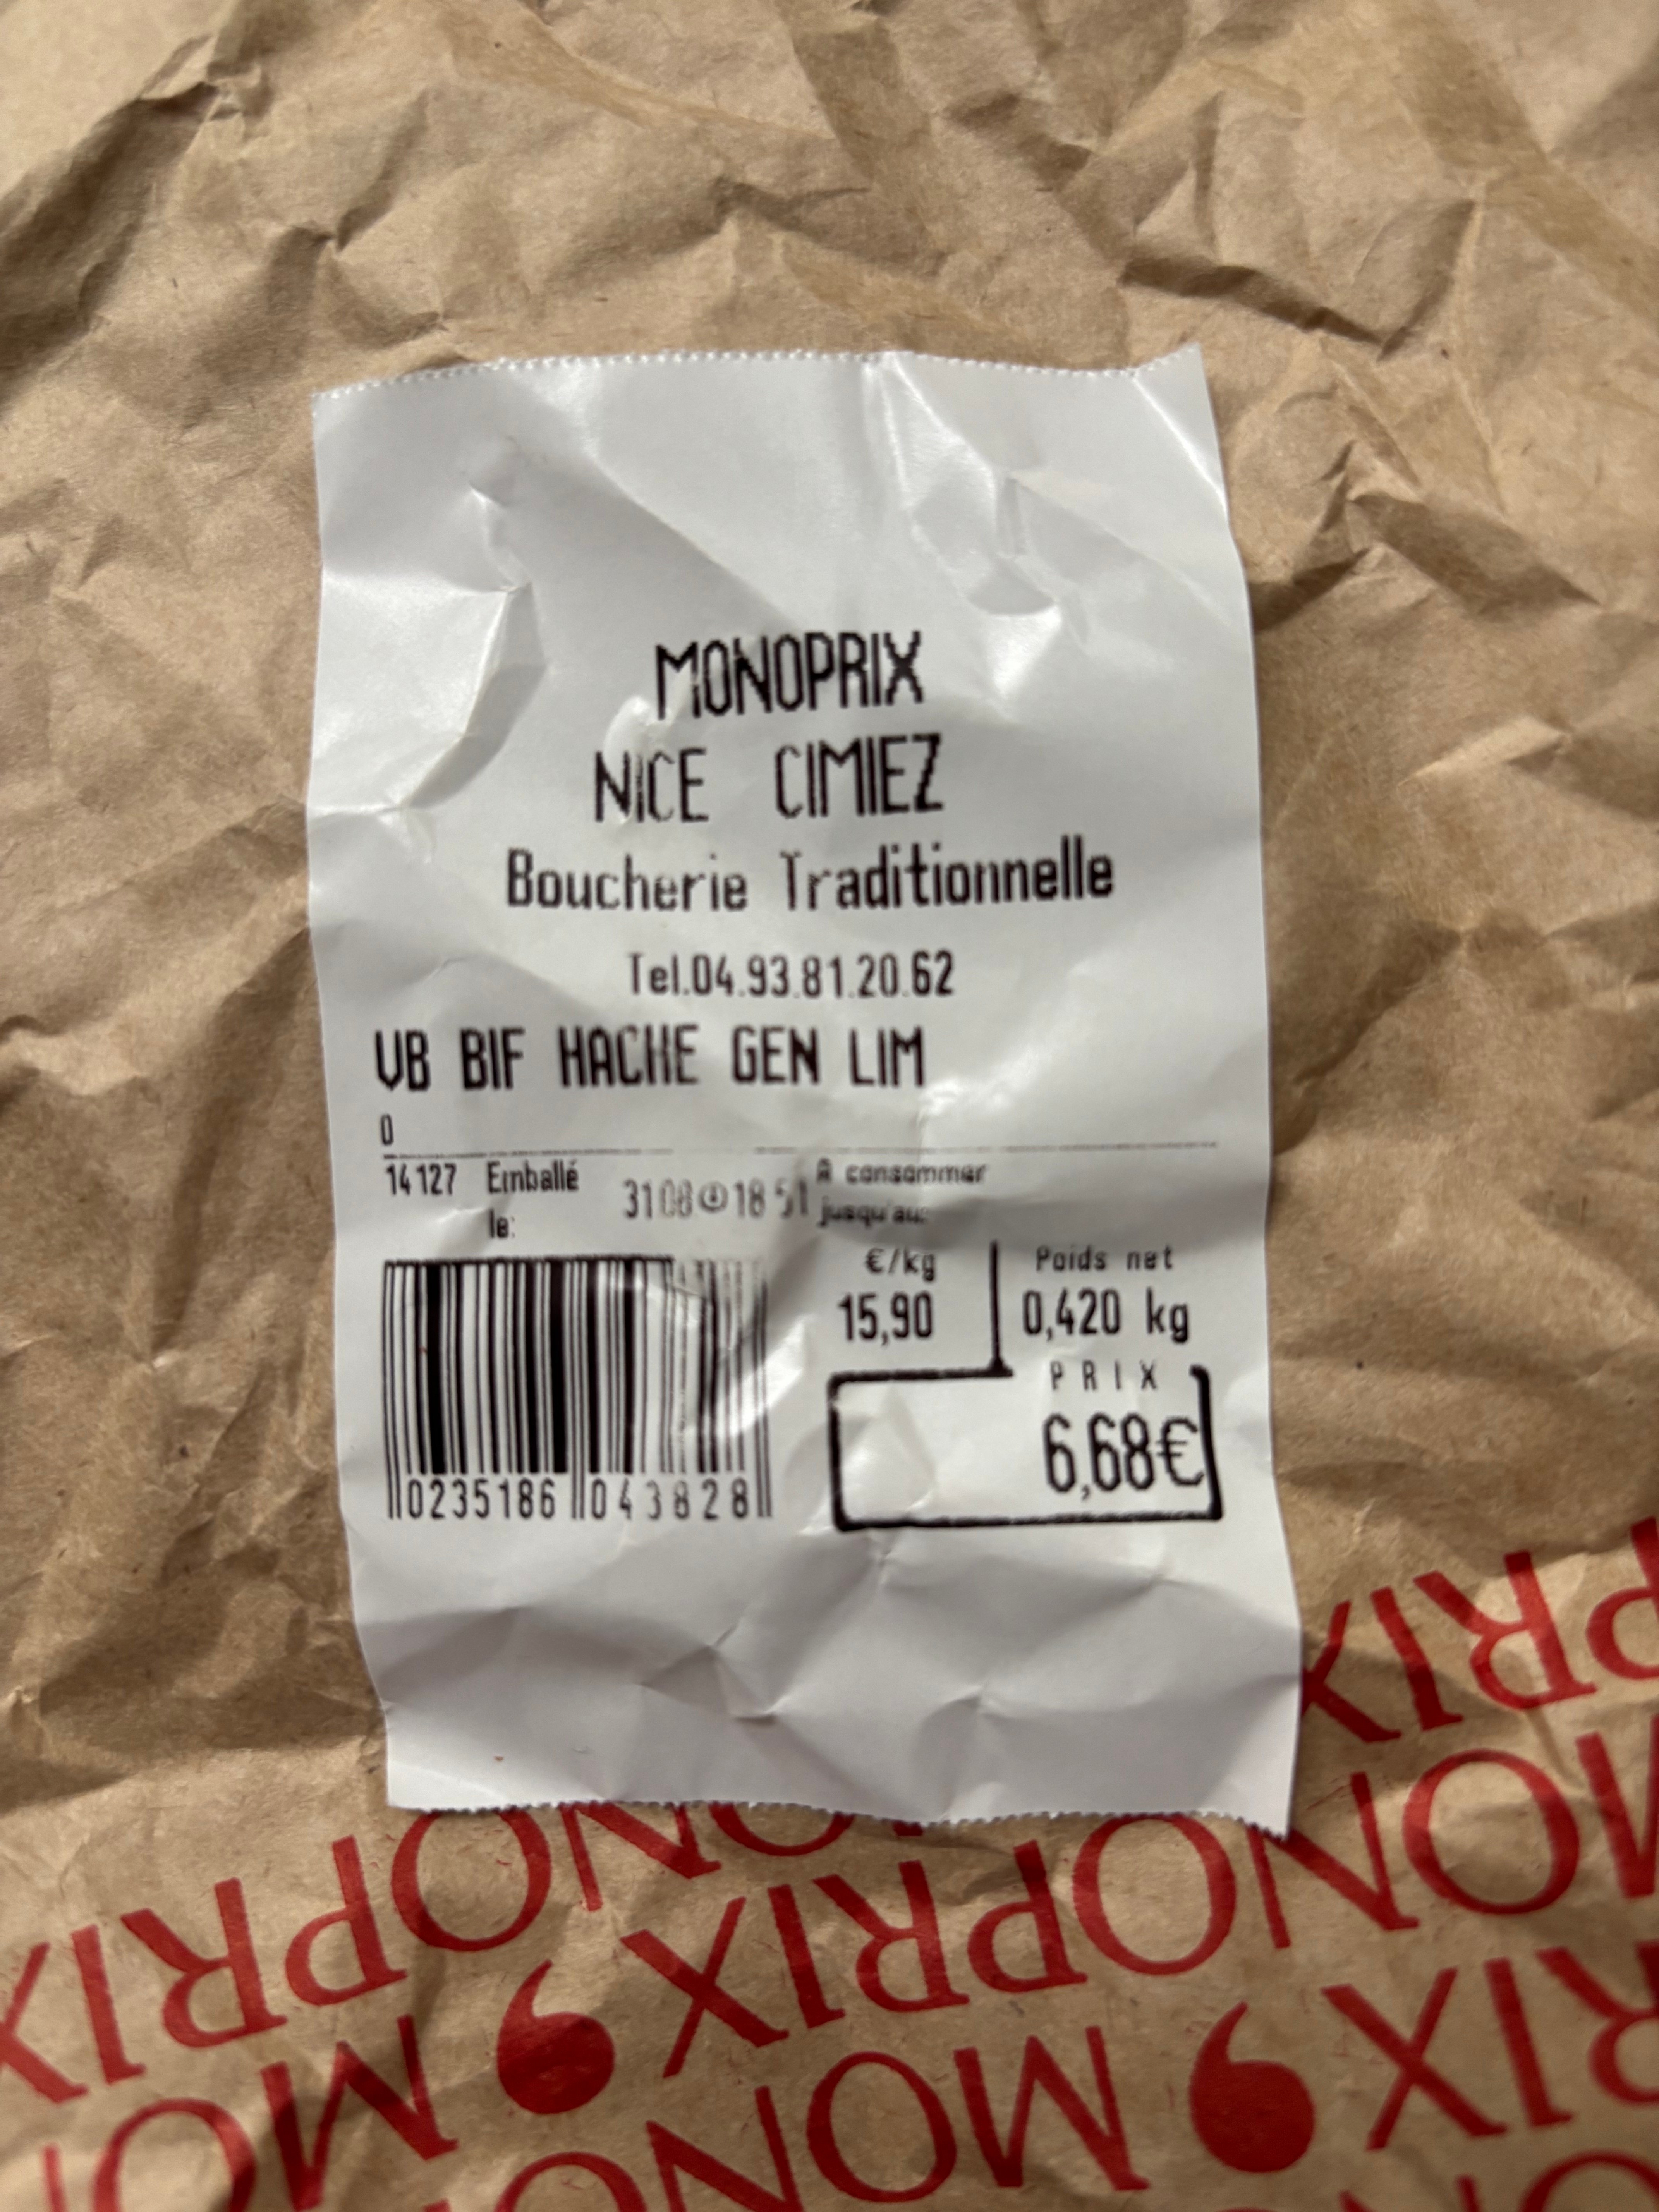 MONOPRIX
NICE CIMIEZ
Boucherie Traditionnelle
Tel.04.93.81.20.62
VB BIF HACHE GEN LIM
0
14127 Emballé le: 3108 18 51 A consommer jusqu'au:
€/kg Poids net
15,90 0,420 kg
PRIX
6,68€
0235186 043828
PRIX
MONOPRIX
MONOPRIX
MONOPRIX